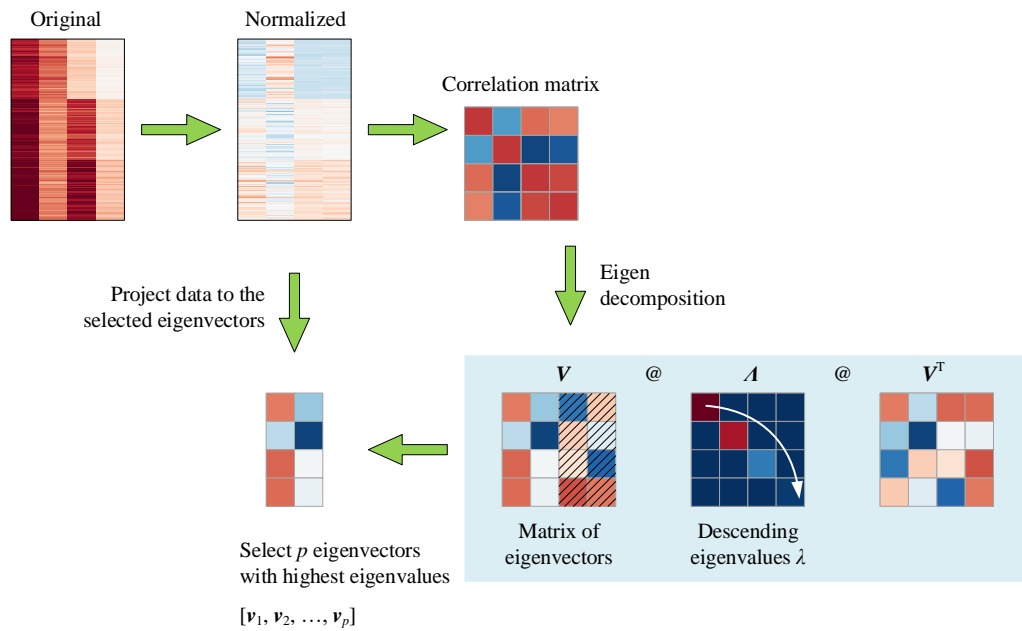 Original
Normalized
Correlation matrix
Project data to the
selected eigenvectors
Eigen
decomposition
V @ Λ @ Vᵀ
Matrix of
eigenvectors
Descending
eigenvalues λ
Select p eigenvectors
with highest eigenvalues
[v₁, v₂, …, vₚ]